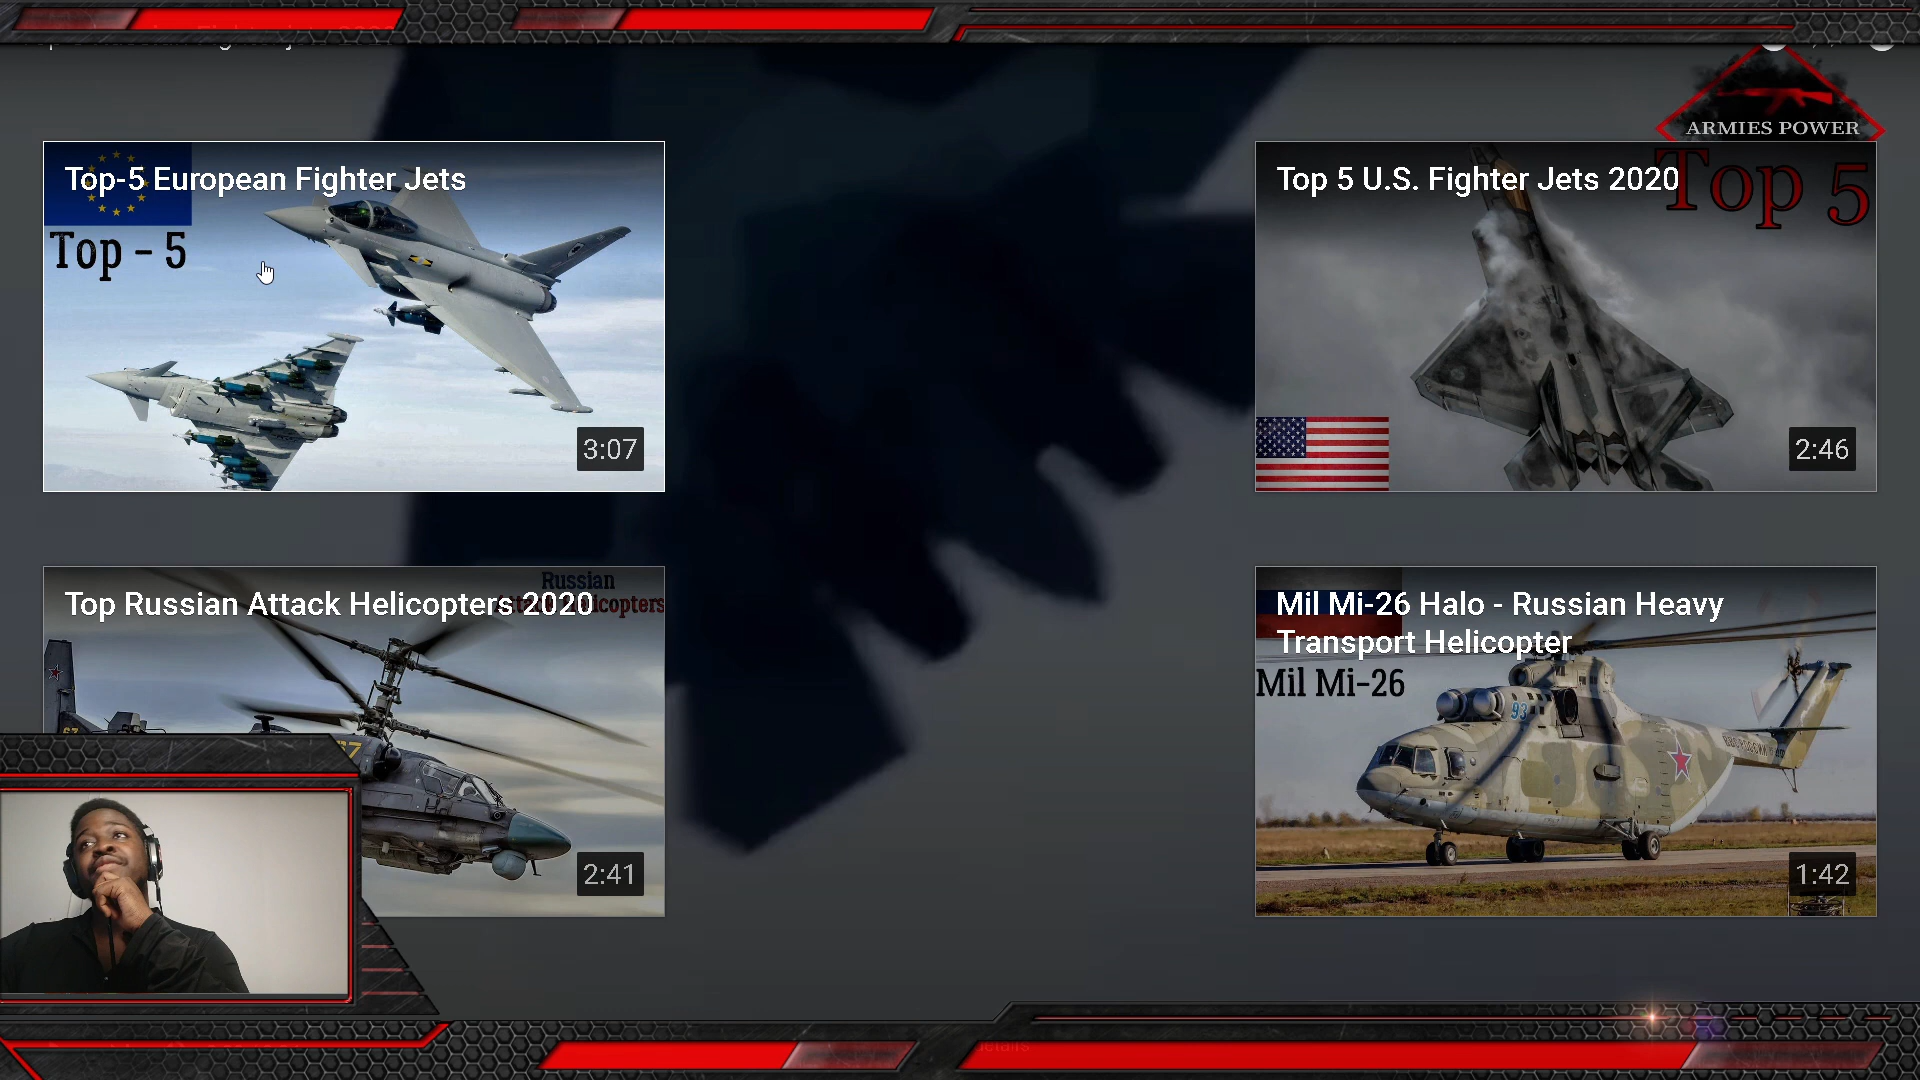 ARMIES POWER
Top-5 European Fighter Jets
Top - 5
3:07
Top 5 U.S. Fighter Jets 2020
Top 5
2:46
Russian
Top Russian Attack Helicopters 2020
67
2:41
Mil Mi-26 Halo - Russian Heavy
Transport Helicopter
Mil Mi-26
93
1:42